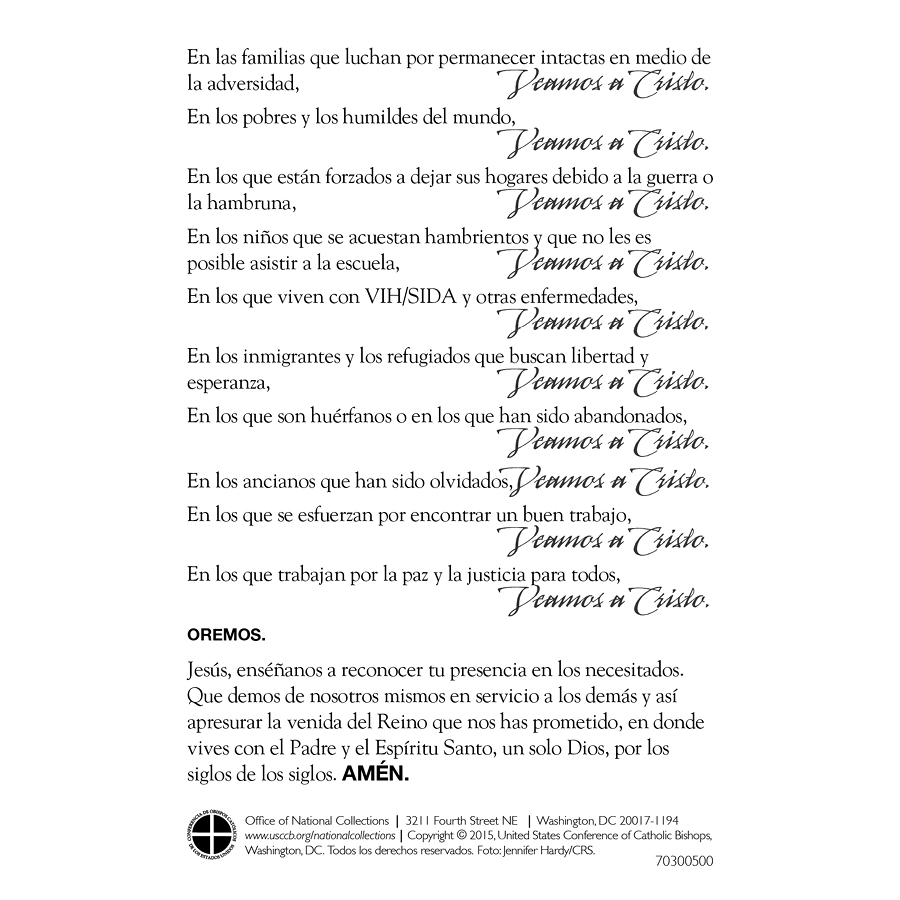 En las familias que luchan por permanecer intactas en medio de
la adversidad, Veamos a Cristo.
En los pobres y los humildes del mundo,
Veamos a Cristo.
En los que están forzados a dejar sus hogares debido a la guerra o
la hambruna, Veamos a Cristo.
En los niños que se acuestan hambrientos y que no les es
posible asistir a la escuela, Veamos a Cristo.
En los que viven con VIH/SIDA y otras enfermedades,
Veamos a Cristo.
En los inmigrantes y los refugiados que buscan libertad y
esperanza, Veamos a Cristo.
En los que son huérfanos o en los que han sido abandonados,
Veamos a Cristo.
En los ancianos que han sido olvidados, Veamos a Cristo.
En los que se esfuerzan por encontrar un buen trabajo,
Veamos a Cristo.
En los que trabajan por la paz y la justicia para todos,
Veamos a Cristo.
OREMOS.
Jesús, enséñanos a reconocer tu presencia en los necesitados.
Que demos de nosotros mismos en servicio a los demás y así
apresurar la venida del Reino que nos has prometido, en donde
vives con el Padre y el Espíritu Santo, un solo Dios, por los
siglos de los siglos. AMÉN.
CONFERENCIA DE OBISPOS CATÓLICOS DE LOS ESTADOS UNIDOS
Office of National Collections | 3211 Fourth Street NE | Washington, DC 20017-1194
www.usccb.org/nationalcollections | Copyright © 2015, United States Conference of Catholic Bishops,
Washington, DC. Todos los derechos reservados. Foto: Jennifer Hardy/CRS.
70300500